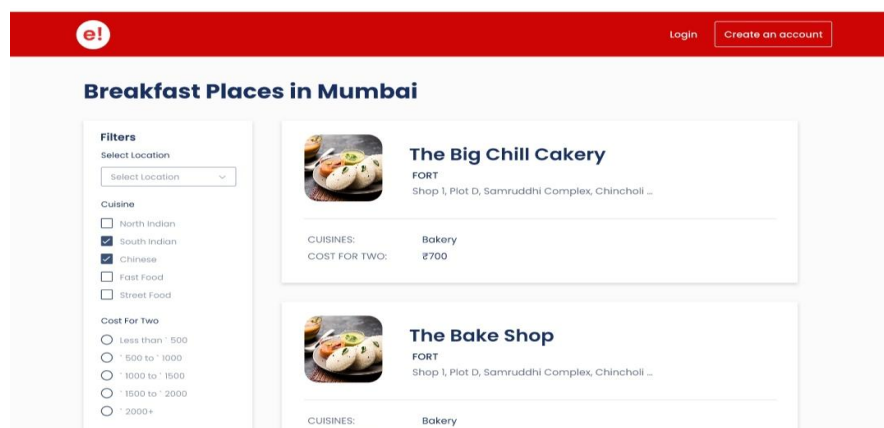 e!
Login
Create an account
Breakfast Places in Mumbai
Filters
Select Location
Select Location
Cuisine
North Indian
South Indian
Chinese
Fast Food
Street Food
Cost For Two
Less than ` 500
` 500 to ` 1000
` 1000 to ` 1500
` 1500 to ` 2000
` 2000+
The Big Chill Cakery
FORT
Shop 1, Plot D, Samruddhi Complex, Chincholi ...
CUISINES: Bakery
COST FOR TWO: ₹700
The Bake Shop
FORT
Shop 1, Plot D, Samruddhi Complex, Chincholi ...
CUISINES: Bakery